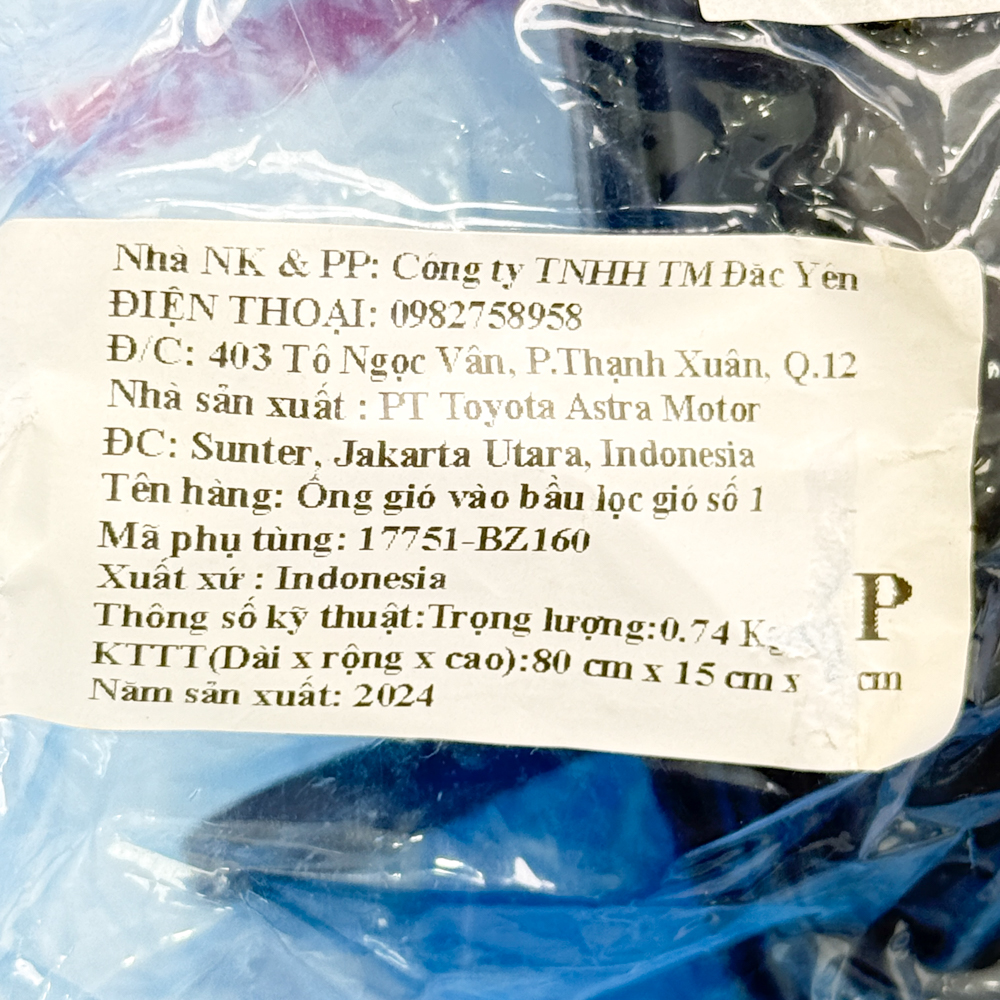 Nhà NK & PP: Công ty TNHH TM Đăc Yên
ĐIỆN THOẠI: 0982758958
Đ/C: 403 Tô Ngọc Vân, P.Thạnh Xuân, Q.12
Nhà sản xuất : PT Toyota Astra Motor
ĐC: Sunter, Jakarta Utara, Indonesia
Tên hàng: Ống gió vào bầu lọc gió số 1
Mã phụ tùng: 17751-BZ160
Xuất xứ : Indonesia
P
Thông số kỹ thuật:Trọng lượng:0.74 Kg
KTTT(Dài x rộng x cao):80 cm x 15 cm x cm
Năm sản xuất: 2024